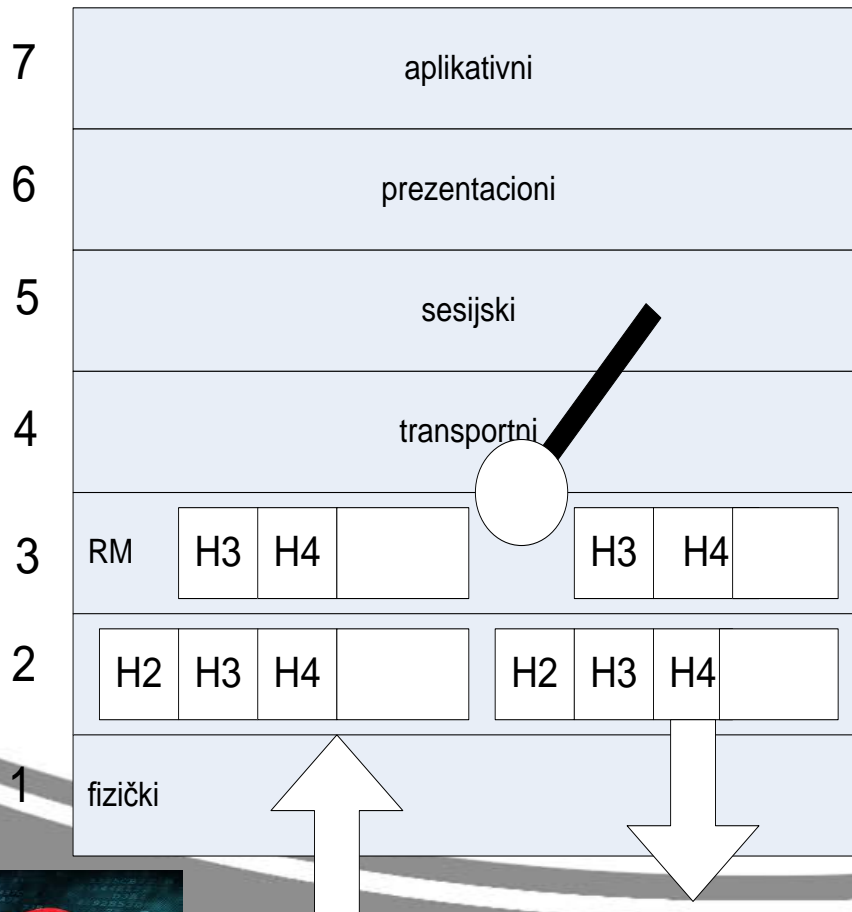 7 aplikativni
6 prezentacioni
5 sesijski
4 transportni
3 RM H3 H4 H3 H4
2 H2 H3 H4 H2 H3 H4
1 fizički